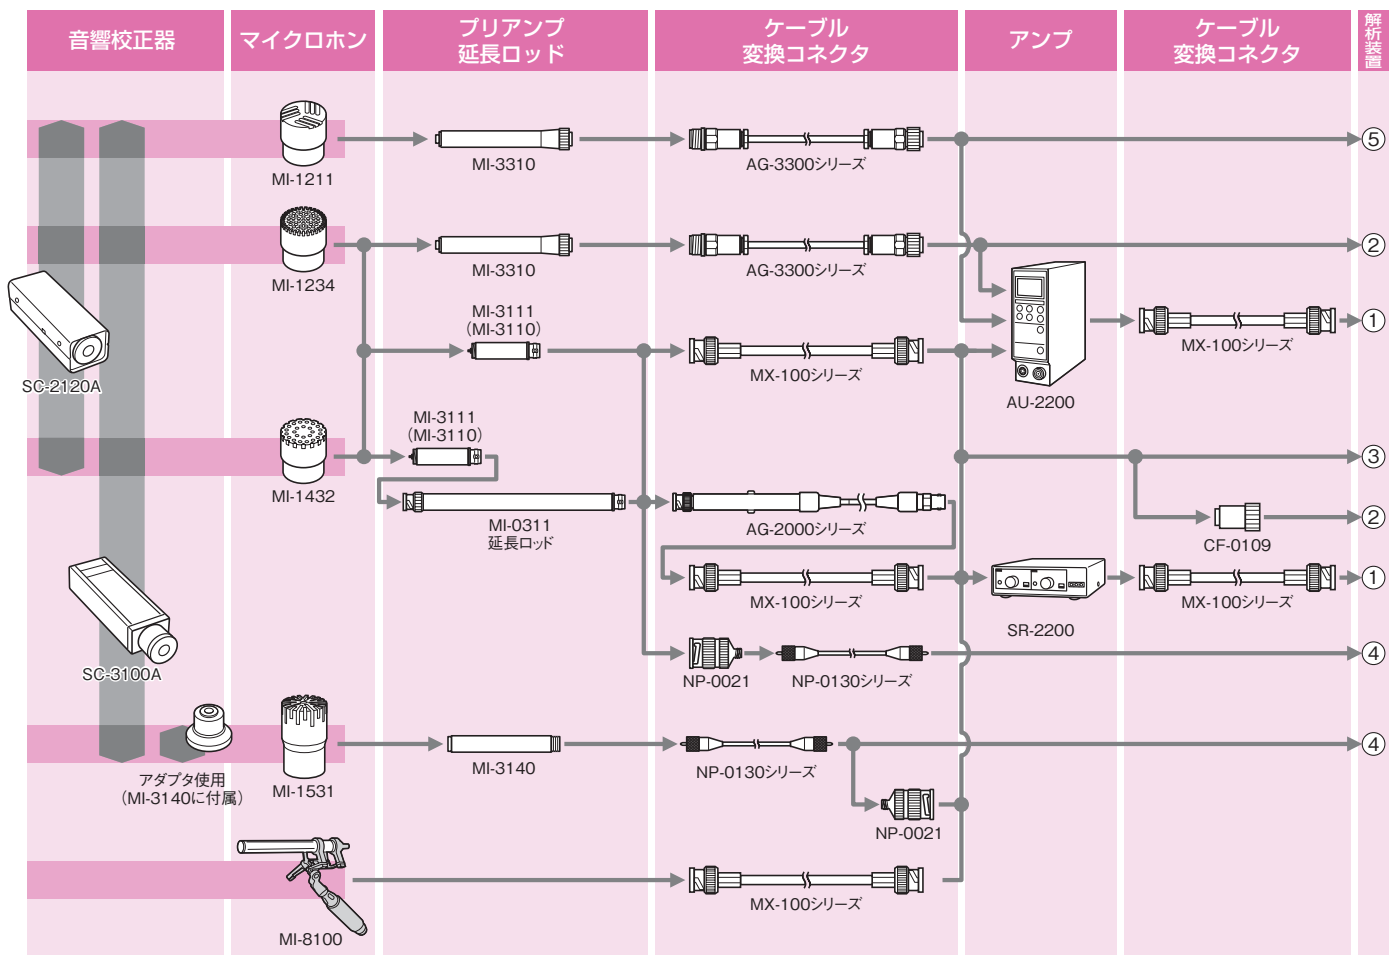 音響校正器
マイクロホン
プリアンプ
延長ロッド
ケーブル
変換コネクタ
アンプ
ケーブル
変換コネクタ
解析装置
MI-1211
MI-3310
AG-3300シリーズ
⑤
MI-1234
MI-3310
AG-3300シリーズ
②
MI-3111
(MI-3110)
MX-100シリーズ
AU-2200
MX-100シリーズ
①
SC-2120A
MI-3111
(MI-3110)
③
MI-1432
MI-0311
延長ロッド
AG-2000シリーズ
CF-0109
②
MX-100シリーズ
SR-2200
MX-100シリーズ
①
SC-3100A
NP-0021
NP-0130シリーズ
④
アダプタ使用
(MI-3140に付属)
MI-1531
MI-3140
NP-0130シリーズ
④
NP-0021
MI-8100
MX-100シリーズ